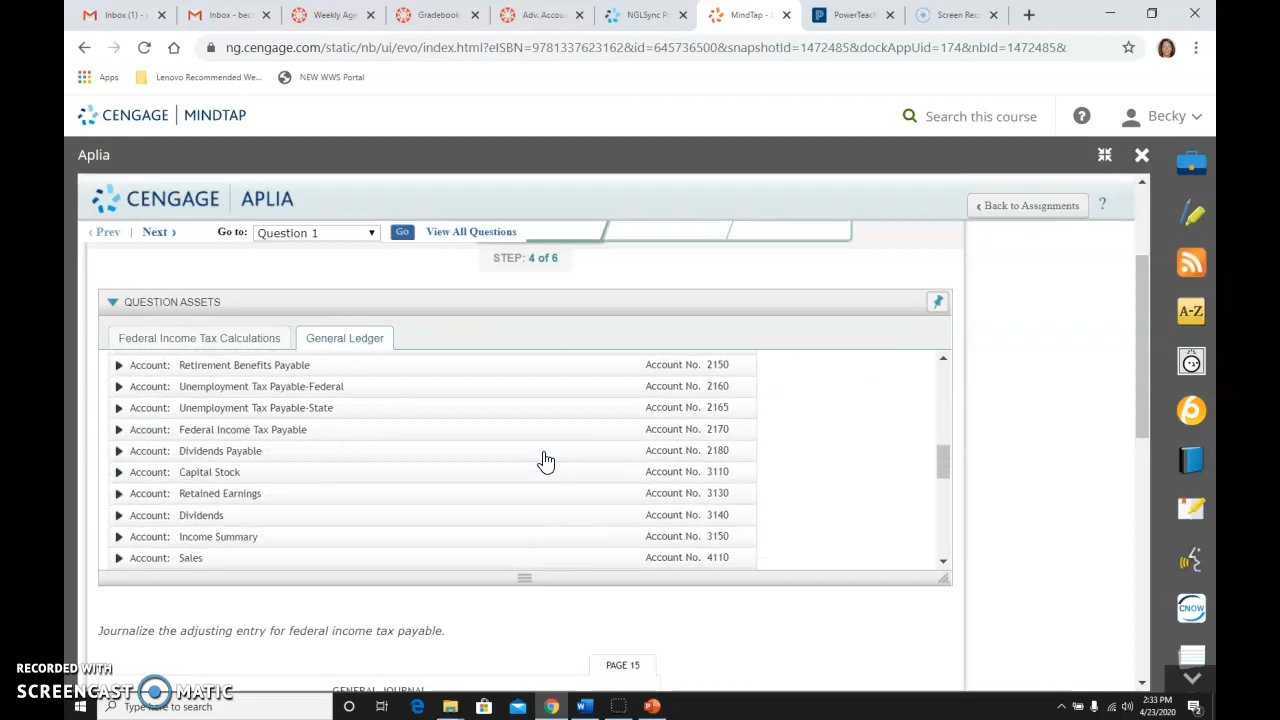 Inbox (1) - s
Inbox - bec
Weekly Age
Gradebook
Adv. Accou
NGLSync P
MindTap - 
PowerTeach
Screen Rec
ng.cengage.com/static/nb/ui/evo/index.html?eISBN=9781337623162&id=645736500&snapshotId=1472485&dockAppUid=174&nbId=1472485&
Apps
Lenovo Recommended We...
NEW WWS Portal
CENGAGE | MINDTAP
Search this course
Becky
Aplia
CENGAGE | APLIA
‹ Back to Assignments ?
‹ Prev | Next › Go to: Question 1 Go View All Questions
STEP: 4 of 6
QUESTION ASSETS
Federal Income Tax Calculations General Ledger
Account: Retirement Benefits Payable Account No. 2150
Account: Unemployment Tax Payable-Federal Account No. 2160
Account: Unemployment Tax Payable-State Account No. 2165
Account: Federal Income Tax Payable Account No. 2170
Account: Dividends Payable Account No. 2180
Account: Capital Stock Account No. 3110
Account: Retained Earnings Account No. 3130
Account: Dividends Account No. 3140
Account: Income Summary Account No. 3150
Account: Sales Account No. 4110
Journalize the adjusting entry for federal income tax payable.
PAGE 15
GENERAL JOURNAL
A-Z
CNOW
RECORDED WITH
SCREENCAST MATIC
Type here to search
2:33 PM
4/23/2020
2